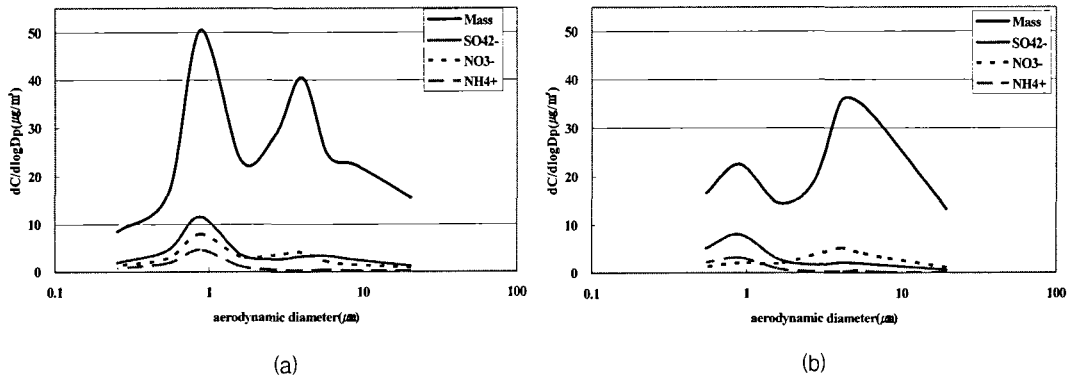 50
40
30
20
10
0
dC/dlogDp(㎍/㎥)
0.1
1
10
100
aerodynamic diameter(㎛)
Mass
SO42-
NO3-
NH4+
(a)
50
40
30
20
10
0
dC/dlogDp(㎍/㎥)
0.1
1
10
100
aerodynamic diameter(㎛)
Mass
SO42-
NO3-
NH4+
(b)